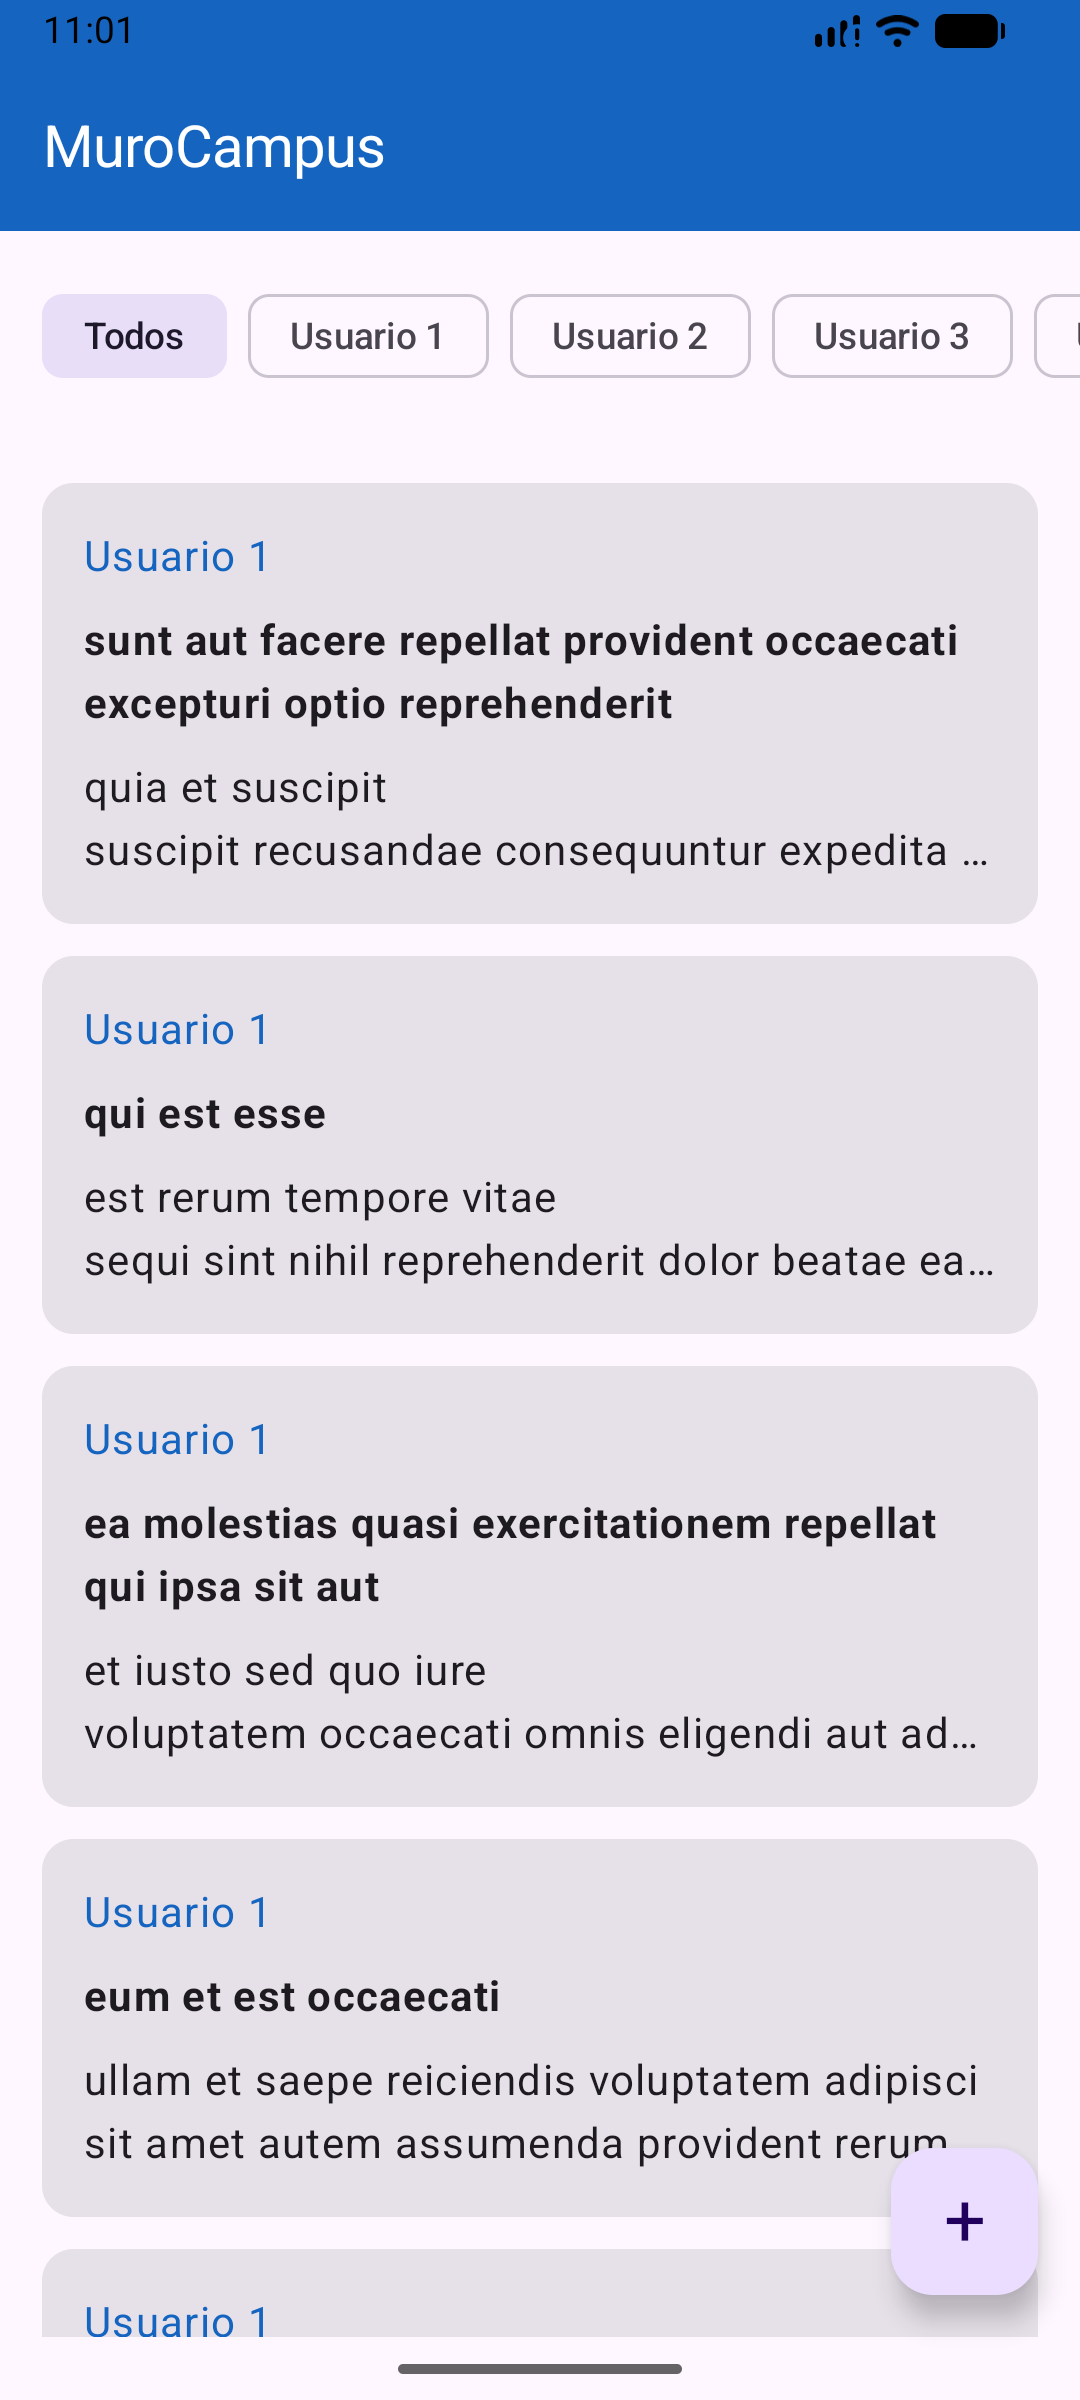 11:01
MuroCampus
Todos
Usuario 1
Usuario 2
Usuario 3
Usuario 1
sunt aut facere repellat provident occaecati
excepturi optio reprehenderit
quia et suscipit
suscipit recusandae consequuntur expedita ...
Usuario 1
qui est esse
est rerum tempore vitae
sequi sint nihil reprehenderit dolor beatae ea...
Usuario 1
ea molestias quasi exercitationem repellat
qui ipsa sit aut
et iusto sed quo iure
voluptatem occaecati omnis eligendi aut ad...
Usuario 1
eum et est occaecati
ullam et saepe reiciendis voluptatem adipisci
sit amet autem assumenda provident rerum
+
Usuario 1